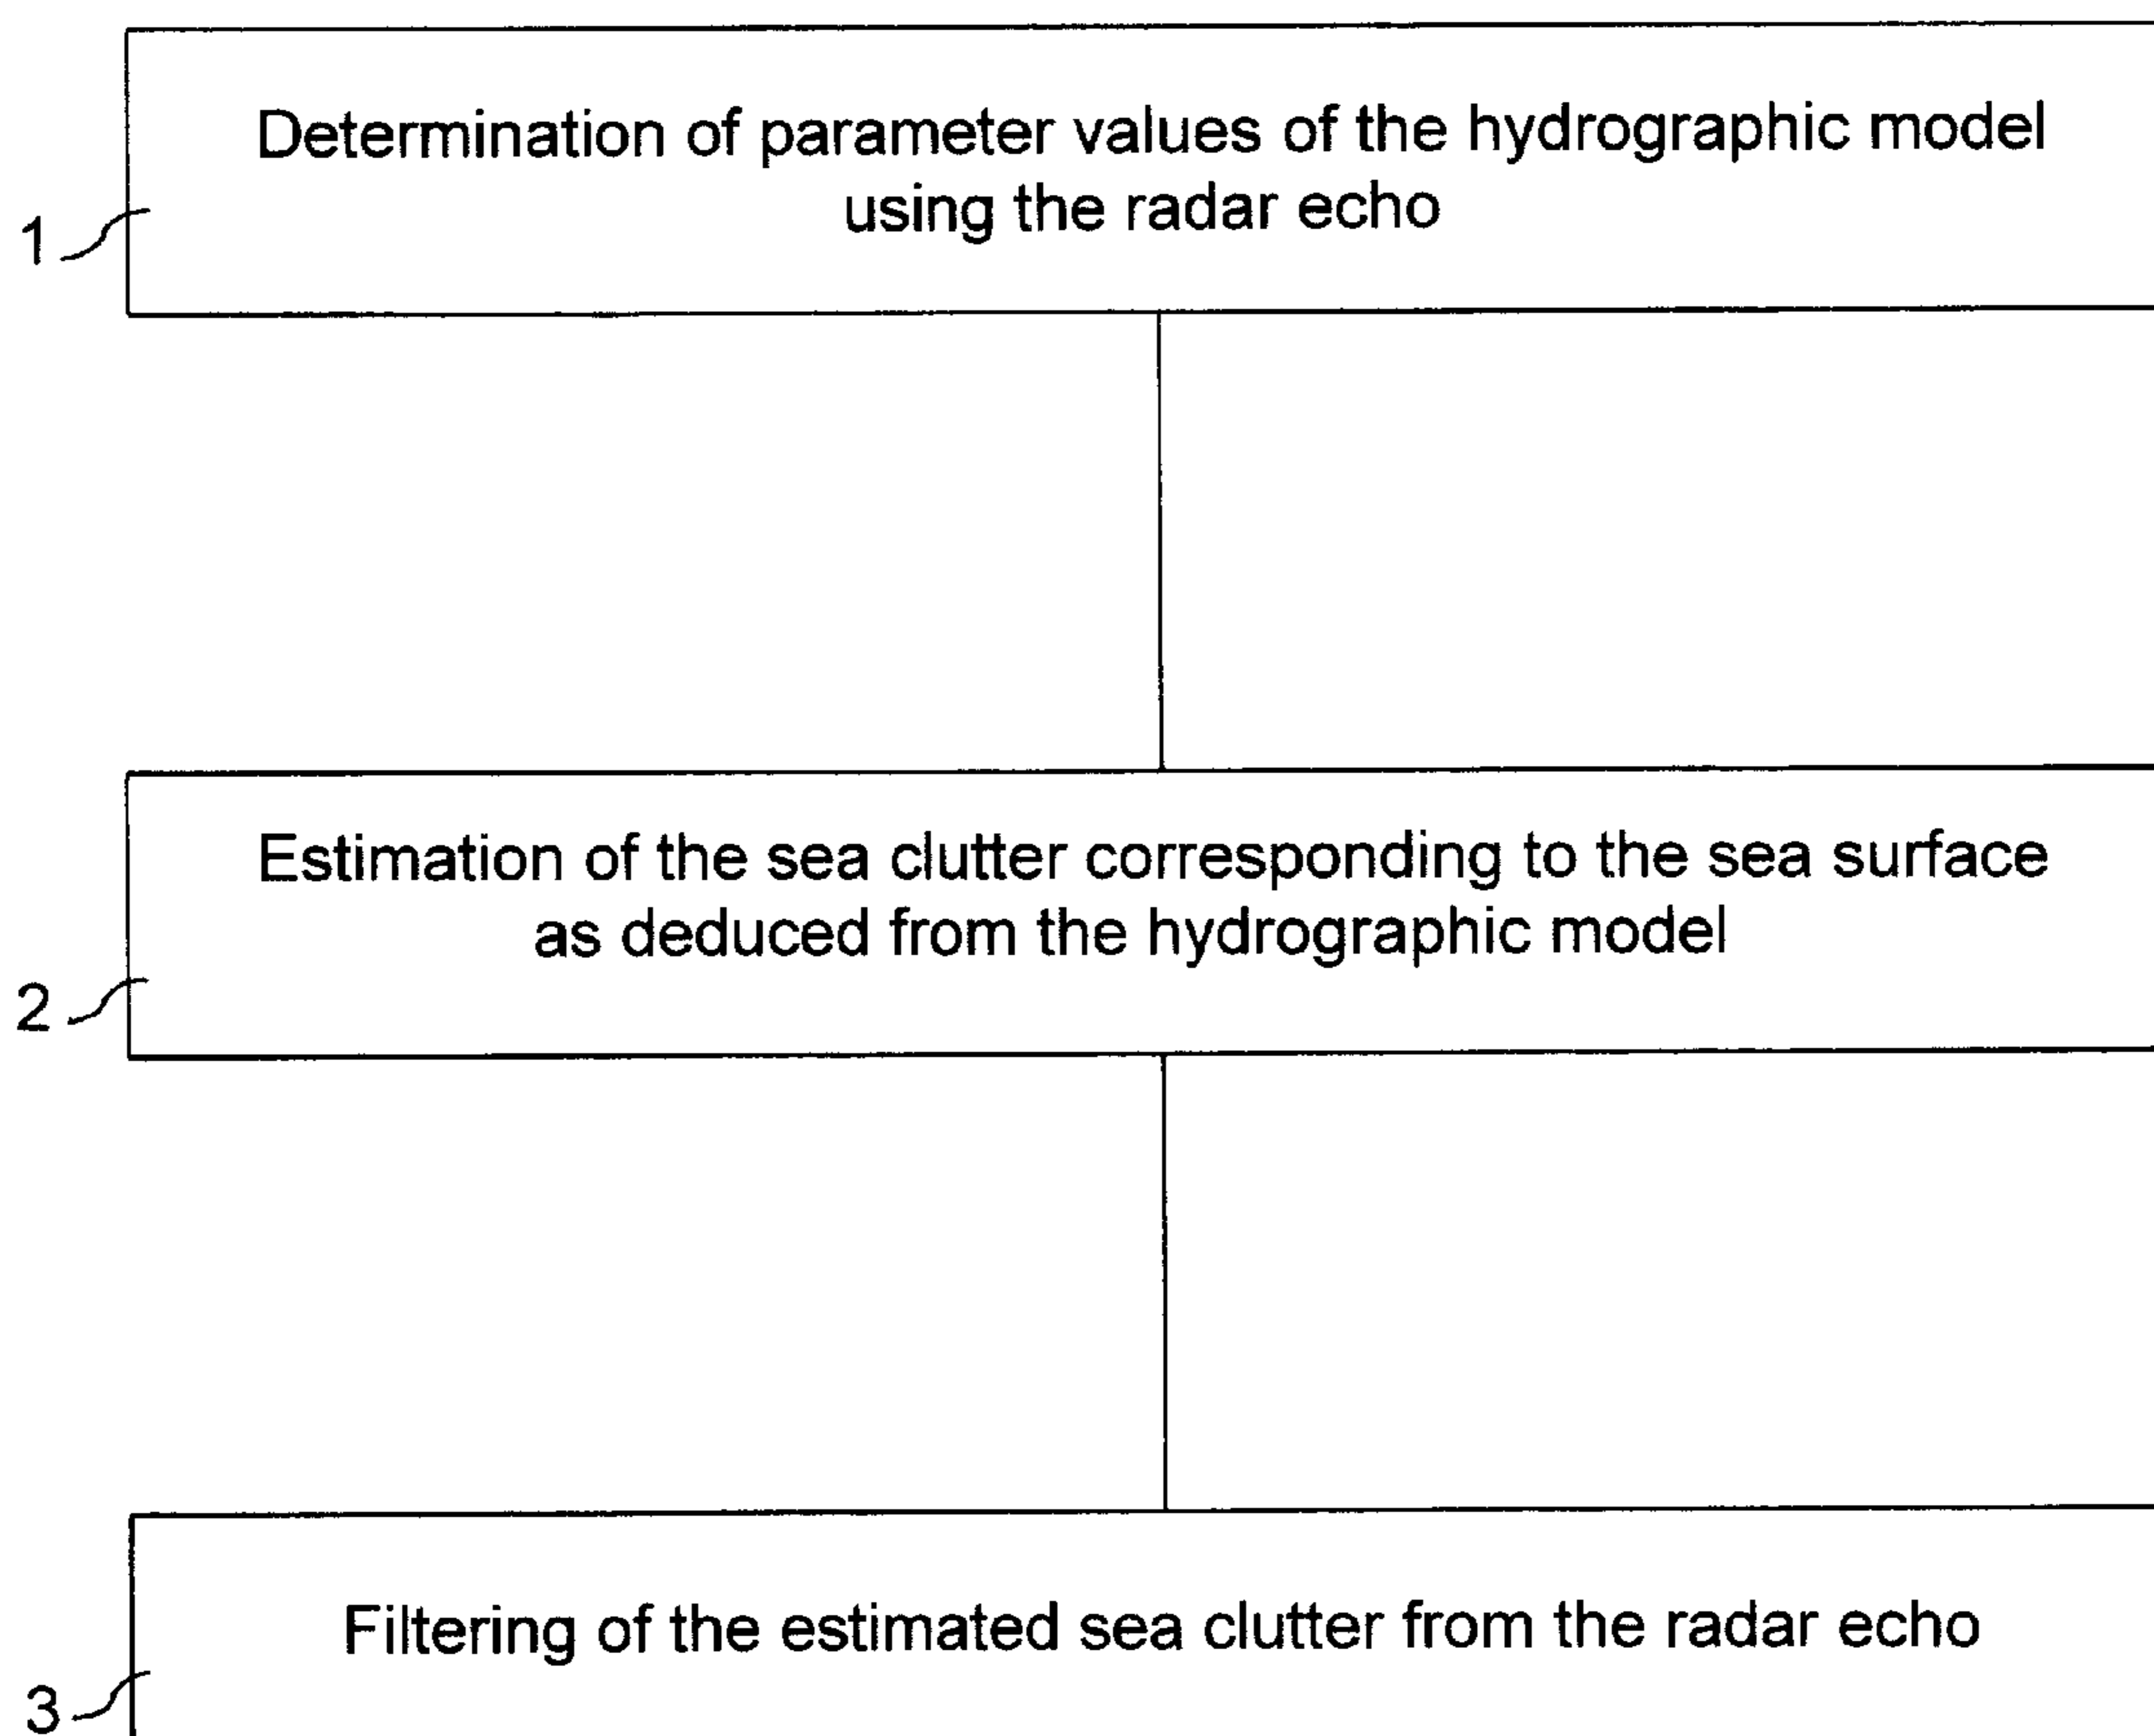 Determination of parameter values of the hydrographic model
using the radar echo
1
Estimation of the sea clutter corresponding to the sea surface
as deduced from the hydrographic model
2
Filtering of the estimated sea clutter from the radar echo
3